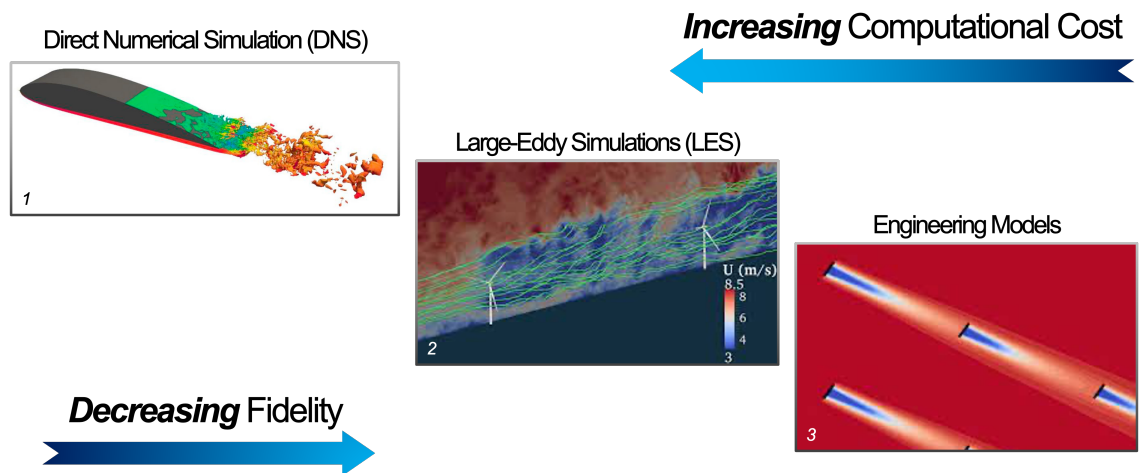 Direct Numerical Simulation (DNS)
Increasing Computational Cost
1
Large-Eddy Simulations (LES)
U (m/s)
8.5
8
6
4
3
2
Engineering Models
3
Decreasing Fidelity